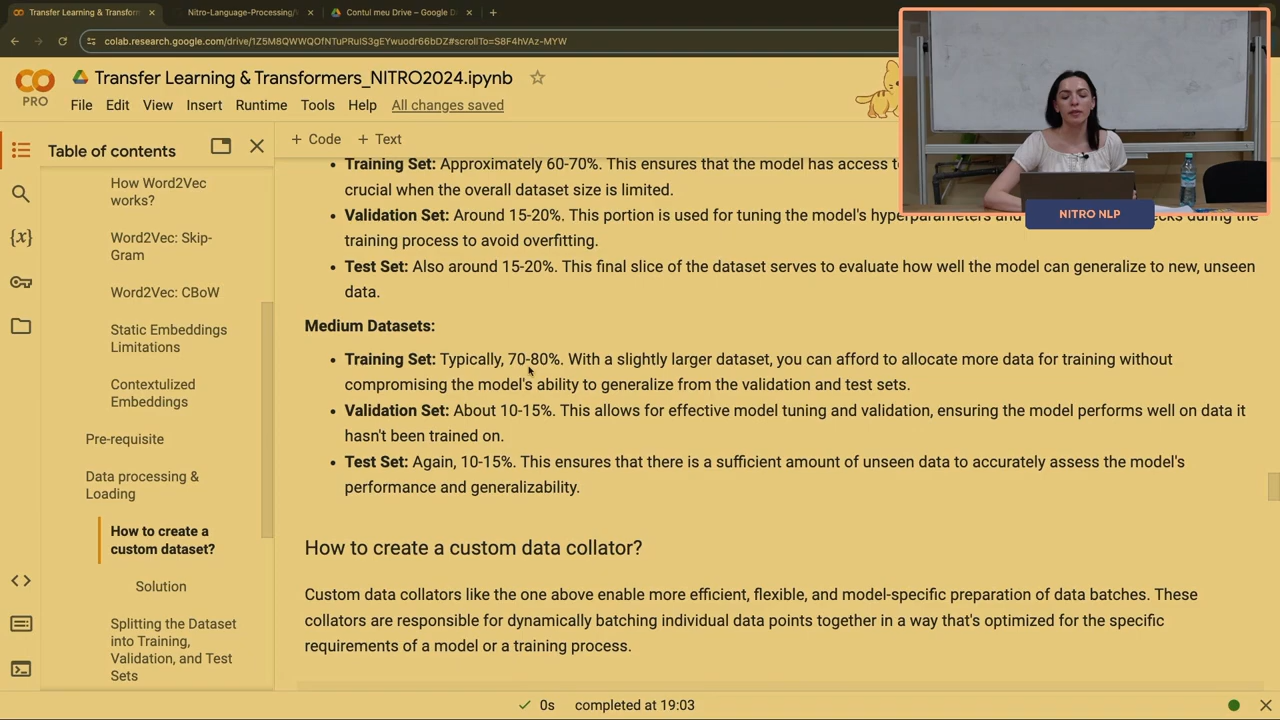 Transfer Learning & Transform
Nitro-Language-Processing/
Contul meu Drive – Google D
colab.research.google.com/drive/1Z5M8QWWQOfNTuPRuIS3gEYwuodr66bDZ#scrollTo=S8F4hVAz-MYW
PRO
Transfer Learning & Transformers_NITRO2024.ipynb
File Edit View Insert Runtime Tools Help All changes saved
Table of contents
+ Code + Text
How Word2Vec
works?
Word2Vec: Skip-
Gram
Word2Vec: CBoW
Static Embeddings
Limitations
Contextulized
Embeddings
Pre-requisite
Data processing &
Loading
How to create a
custom dataset?
Solution
Splitting the Dataset
into Training,
Validation, and Test
Sets
• Training Set: Approximately 60-70%. This ensures that the model has access to
crucial when the overall dataset size is limited.
• Validation Set: Around 15-20%. This portion is used for tuning the model's hyperparameters and during the
training process to avoid overfitting.
• Test Set: Also around 15-20%. This final slice of the dataset serves to evaluate how well the model can generalize to new, unseen
data.
Medium Datasets:
• Training Set: Typically, 70-80%. With a slightly larger dataset, you can afford to allocate more data for training without
compromising the model's ability to generalize from the validation and test sets.
• Validation Set: About 10-15%. This allows for effective model tuning and validation, ensuring the model performs well on data it
hasn't been trained on.
• Test Set: Again, 10-15%. This ensures that there is a sufficient amount of unseen data to accurately assess the model's
performance and generalizability.
How to create a custom data collator?
Custom data collators like the one above enable more efficient, flexible, and model-specific preparation of data batches. These
collators are responsible for dynamically batching individual data points together in a way that's optimized for the specific
requirements of a model or a training process.
NITRO NLP
0s completed at 19:03